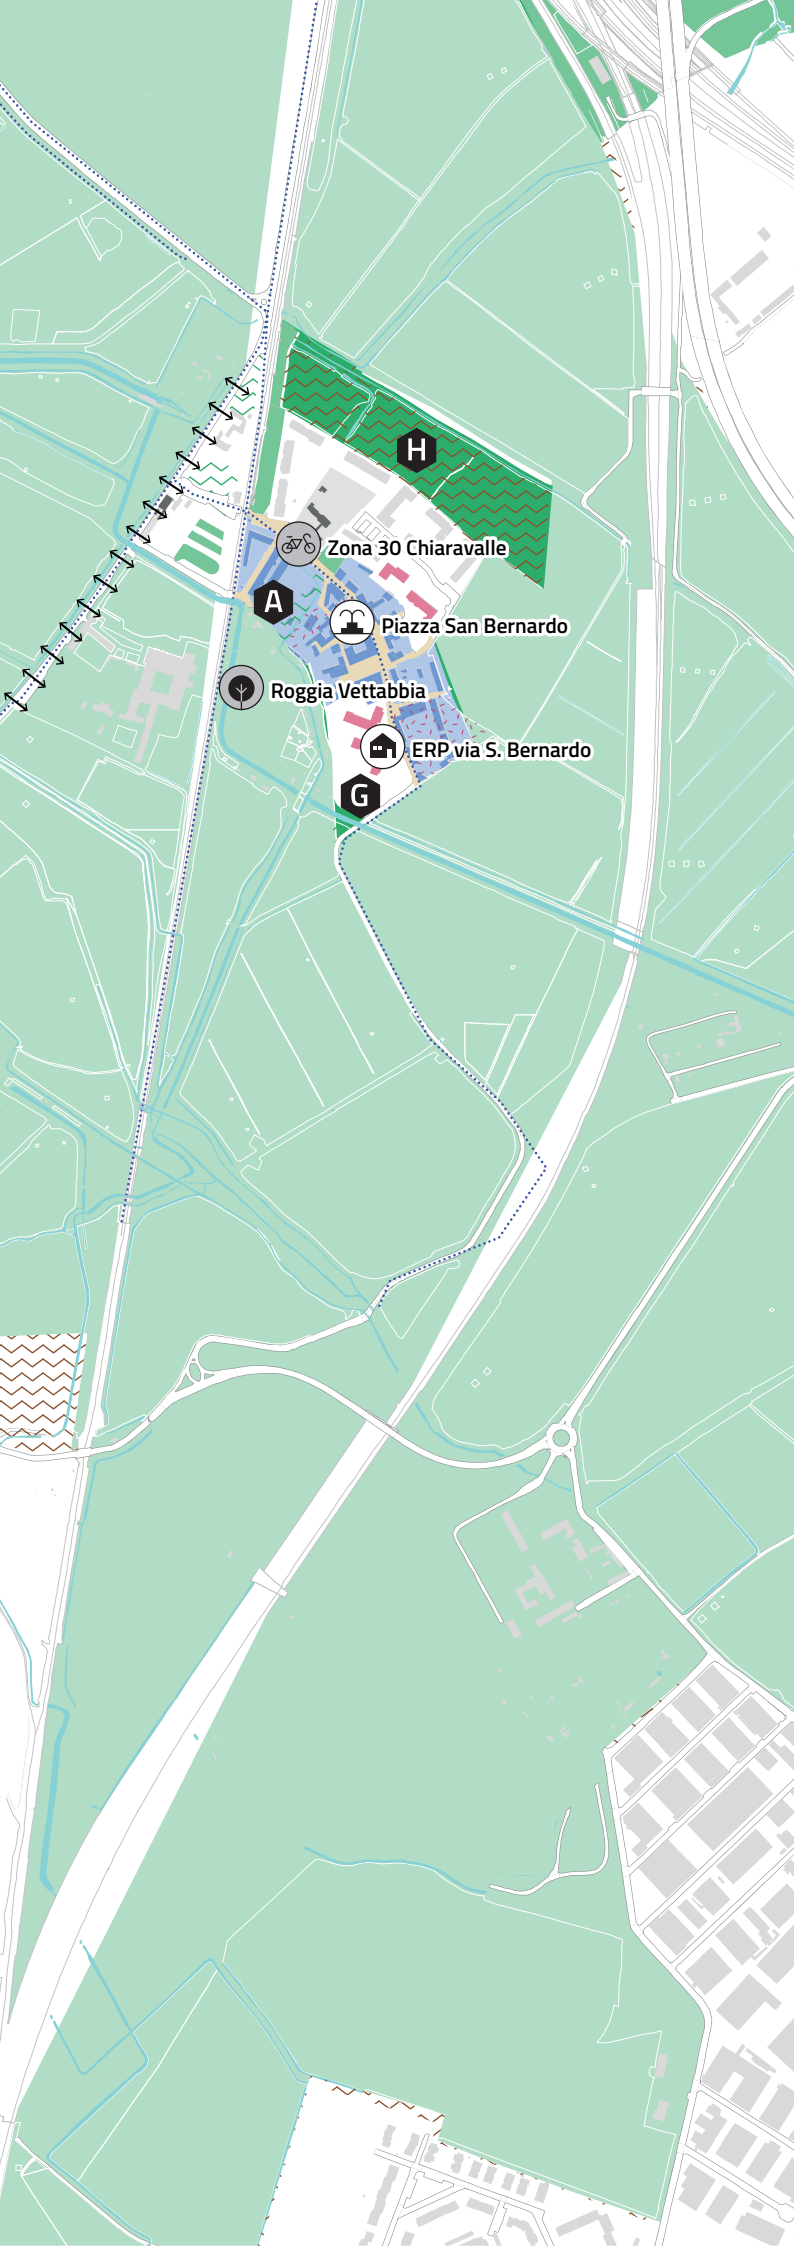 H
Zona 30 Chiaravalle
A
Piazza San Bernardo
Roggia Vettabbia
ERP via S. Bernardo
G